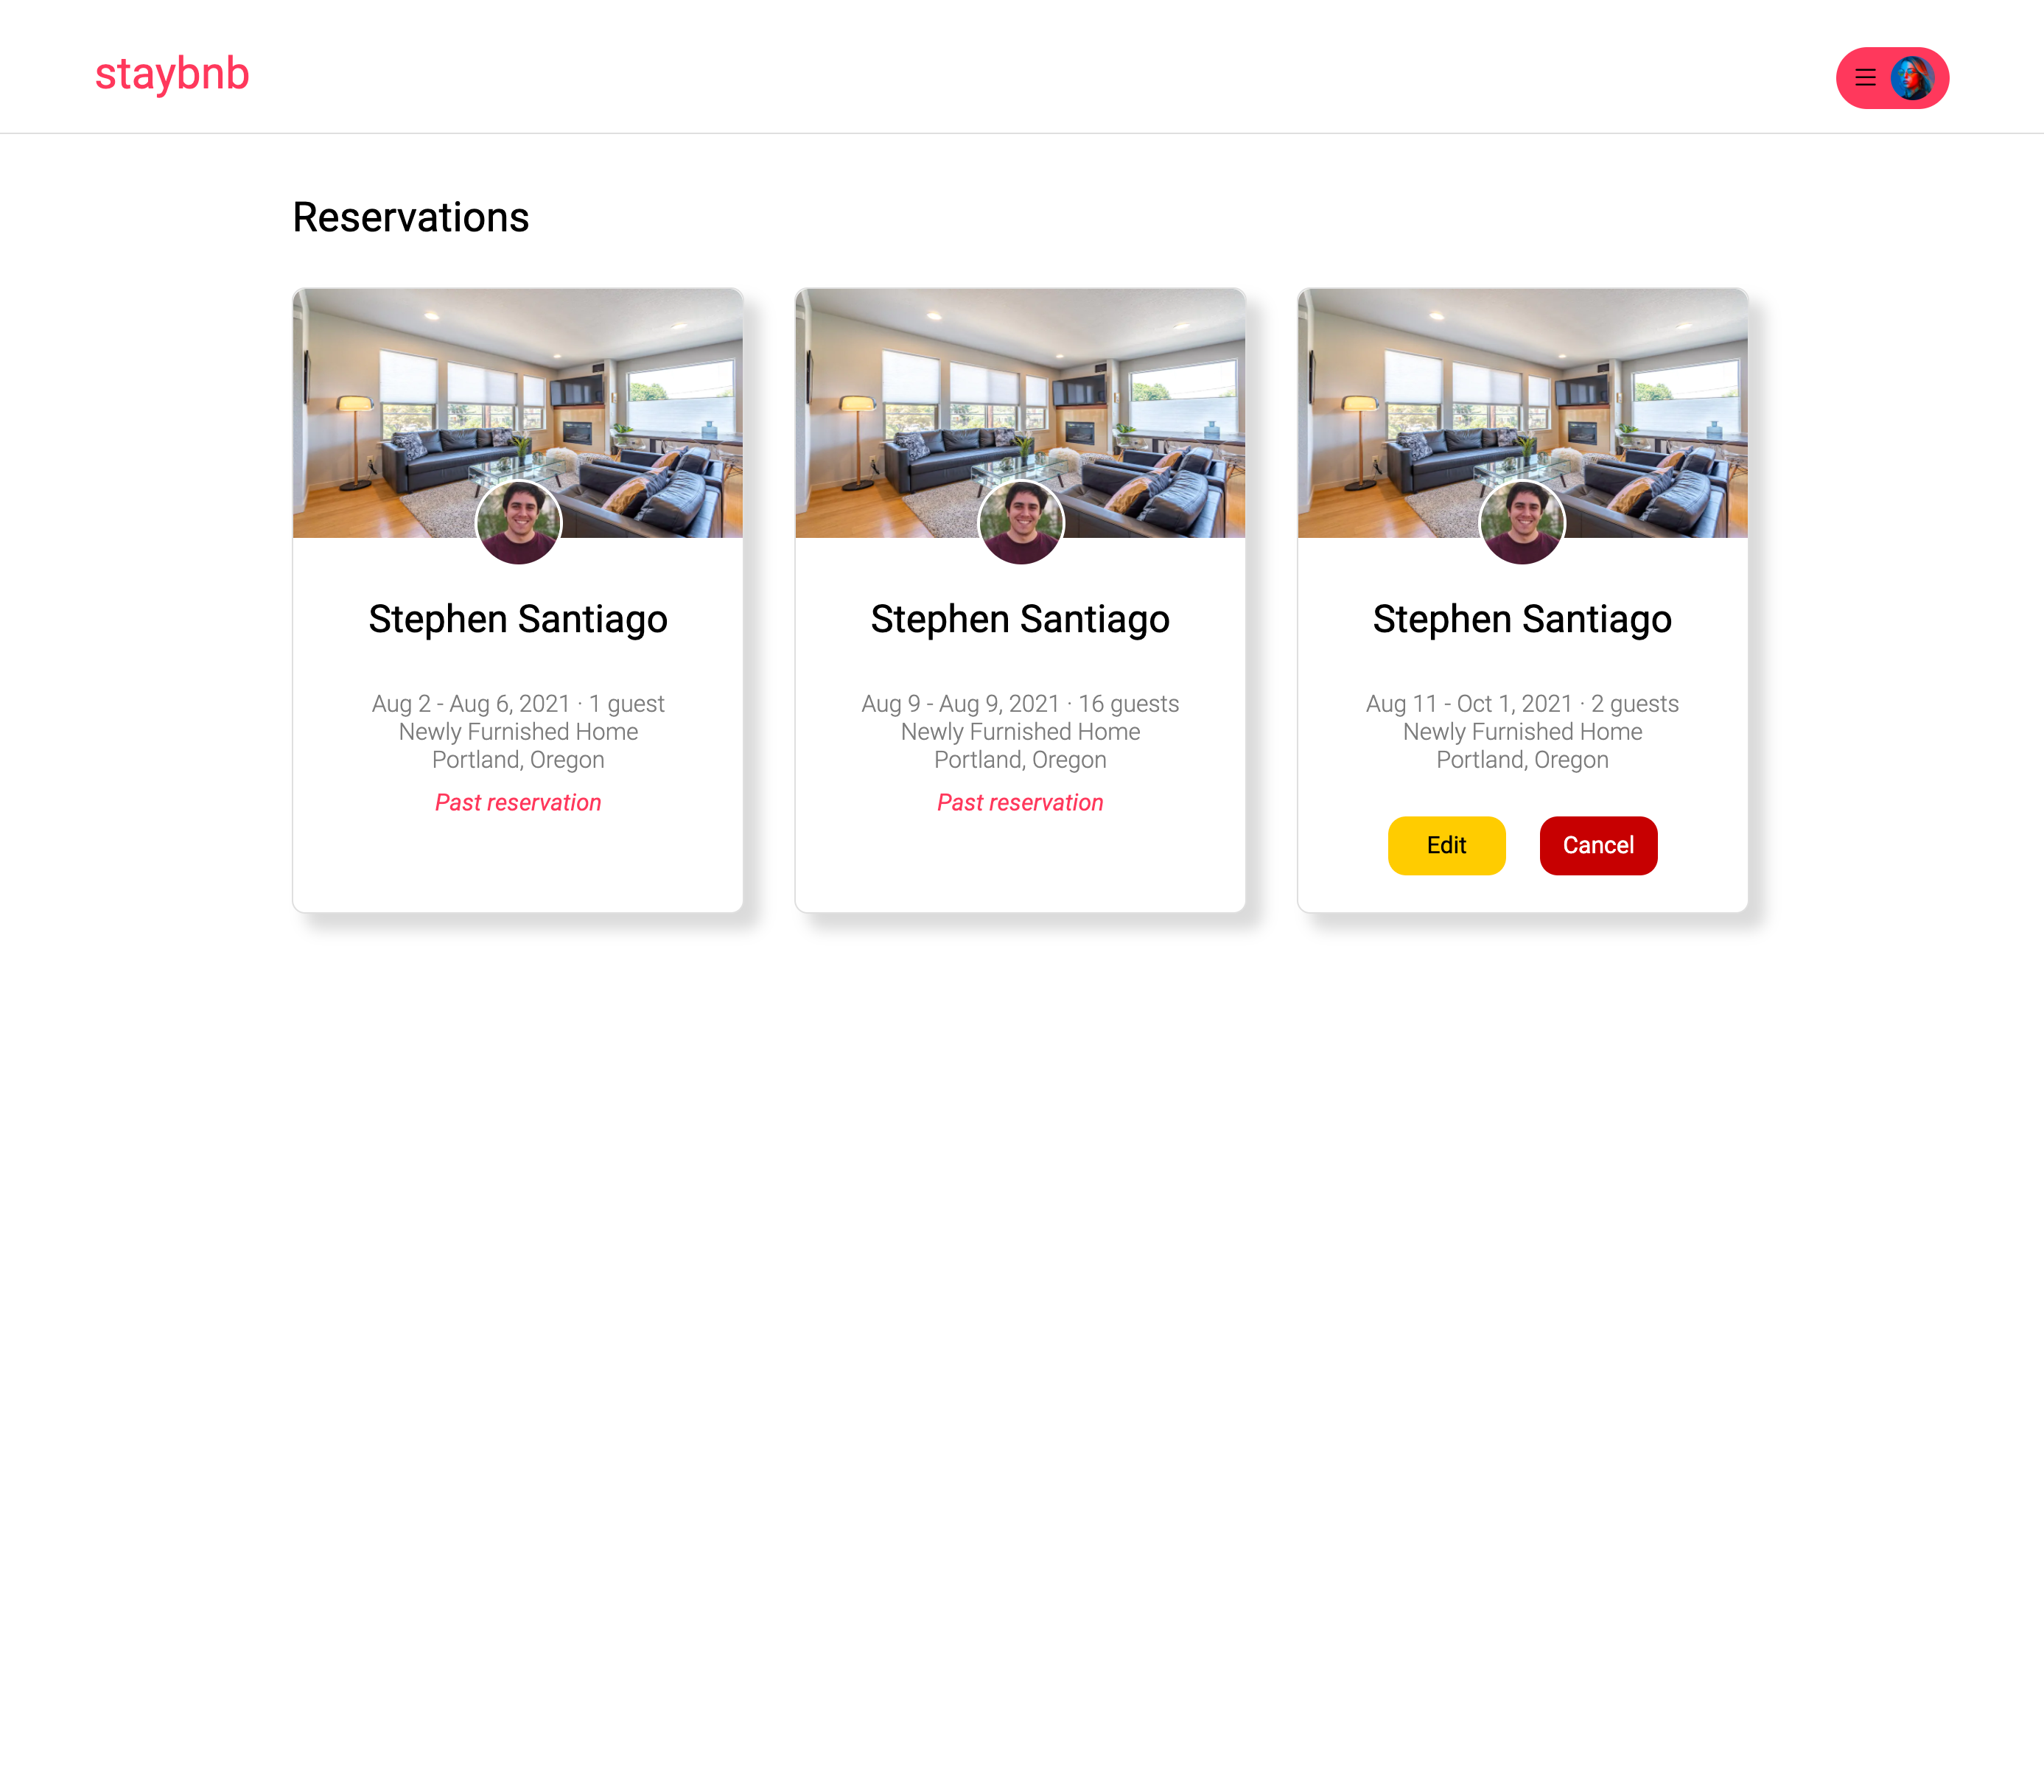 staybnb
Reservations
Stephen Santiago
Aug 2 - Aug 6, 2021 · 1 guest
Newly Furnished Home
Portland, Oregon
Past reservation
Stephen Santiago
Aug 9 - Aug 9, 2021 · 16 guests
Newly Furnished Home
Portland, Oregon
Past reservation
Stephen Santiago
Aug 11 - Oct 1, 2021 · 2 guests
Newly Furnished Home
Portland, Oregon
Edit
Cancel